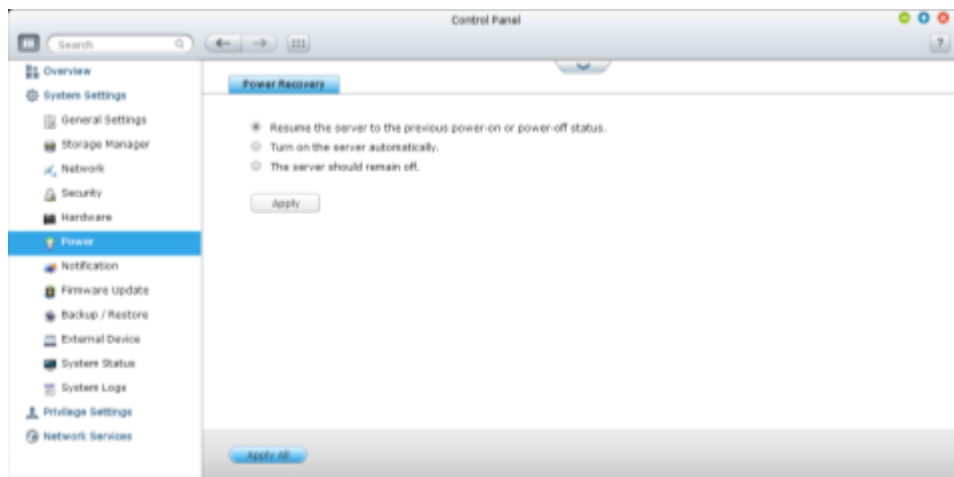 Control Panel
Search
?
Overview
System Settings
General Settings
Storage Manager
Network
Security
Hardware
Power
Notification
Firmware Update
Backup / Restore
External Device
System Status
System Logs
Privilege Settings
Network Services
Power Recovery
Resume the server to the previous power-on or power-off status.
Turn on the server automatically.
The server should remain off.
Apply
Apply All